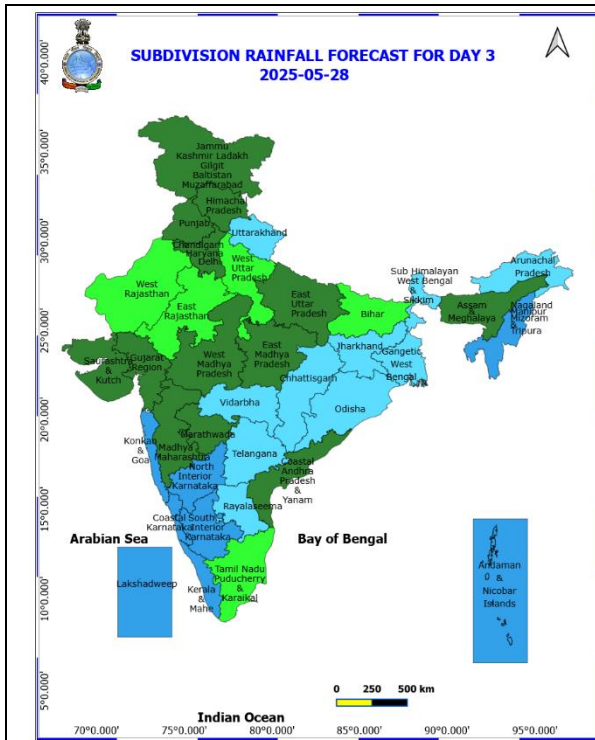 SUBDIVISION RAINFALL FORECAST FOR DAY 3
2025-05-28
40°0.000'
35°0.000'
30°0.000'
25°0.000'
20°0.000'
15°0.000'
10°0.000'
5°0.000'
Jammu
Kashmir Ladakh
Gilgit
Baltistan
Muzaffarabad
Himachal
Pradesh
Punjab
Uttarakhand
Chandigarh
Haryana
Delhi
West Uttar
Pradesh
West
Rajasthan
East
Rajasthan
East Uttar
Pradesh
Bihar
Sub Himalayan
West Bengal
&
Sikkim
Arunachal
Pradesh
Assam &
Meghalaya
Nagaland
Manipur
Mizoram &
Tripura
Saurashtra
&
Kutch
Gujarat
Region
West
Madhya
Pradesh
East
Madhya
Pradesh
Jharkhand
Gangetic
West
Bengal
Chhattisgarh
Odisha
Vidarbha
Marathwada
Madhya
Maharashtra
Konkan
&
Goa
Telangana
Coastal
Andhra
Pradesh
&
Yanam
North
Interior
Karnataka
Rayalaseema
Coastal
Karnataka
South
Interior
Karnataka
Arabian Sea
Bay of Bengal
Lakshadweep
Kerala
&
Mahe
Tamil Nadu
Puducherry
&
Karaikal
Andaman
&
Nicobar
Islands
0 250 500 km
Indian Ocean
70°0.000' 75°0.000' 80°0.000' 85°0.000' 90°0.000' 95°0.000'